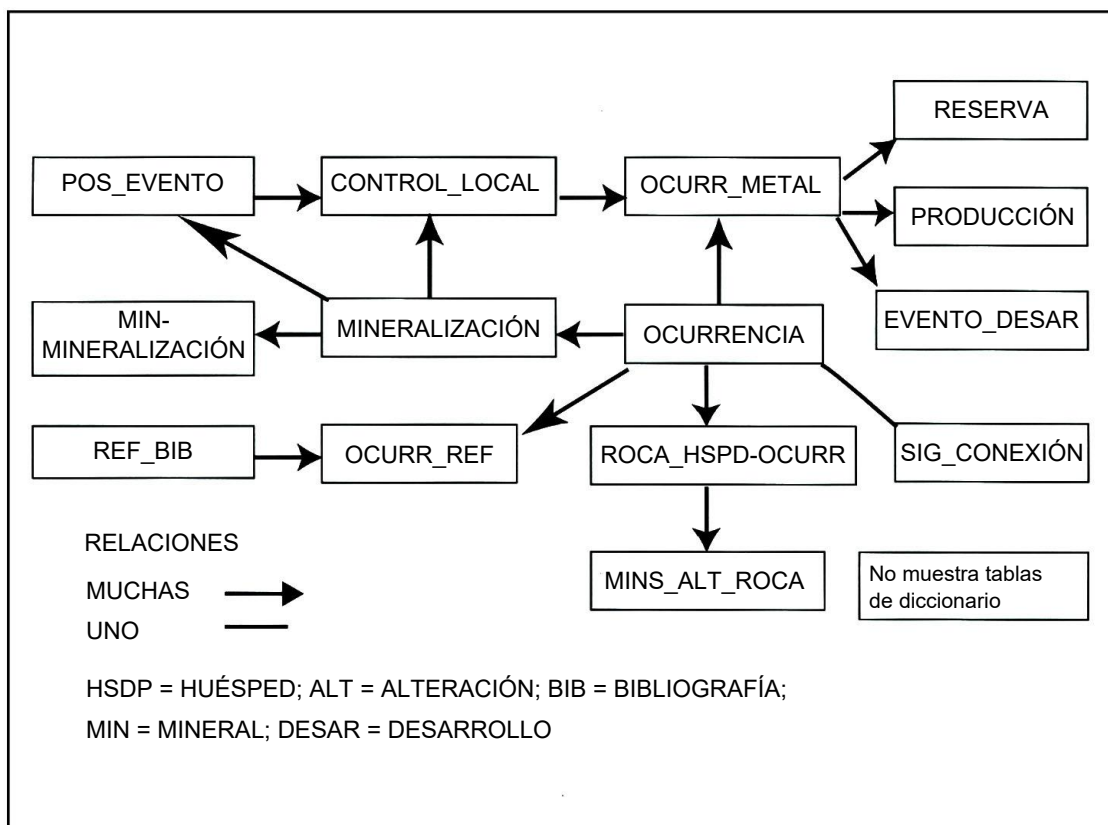 RESERVA
POS_EVENTO
CONTROL_LOCAL
OCURR_METAL
PRODUCCIÓN
MIN-
MINERALIZACIÓN
MINERALIZACIÓN
OCURRENCIA
EVENTO_DESAR
REF_BIB
OCURR_REF
ROCA_HSPD-OCURR
SIG_CONEXIÓN
RELACIONES
MUCHAS
UNO
MINS_ALT_ROCA
No muestra tablas
de diccionario
HSDP = HUÉSPED; ALT = ALTERACIÓN; BIB = BIBLIOGRAFÍA;
MIN = MINERAL; DESAR = DESARROLLO